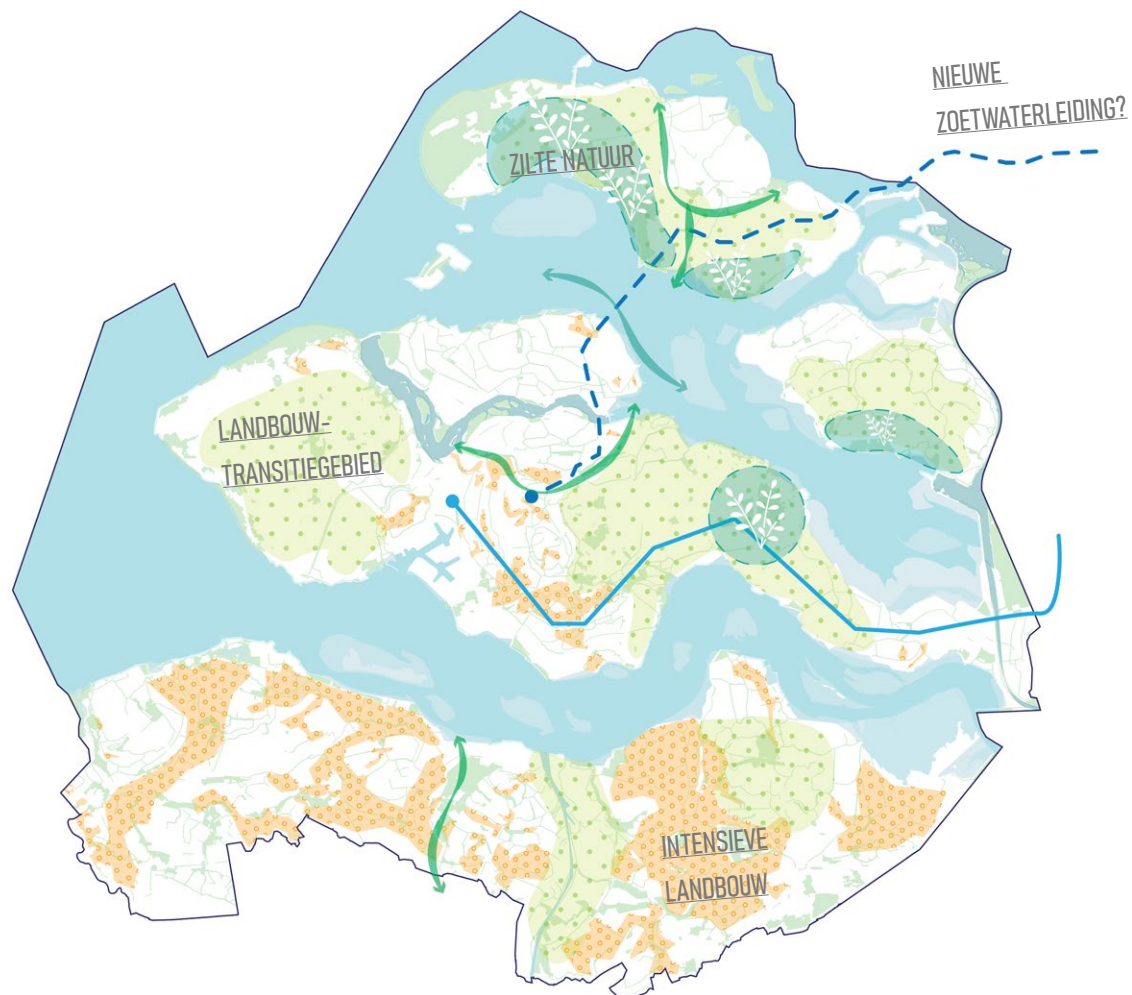 NIEUWE
ZOETWATERLEIDING?
ZILTE NATUUR
LANDBOUW-
TRANSITIEGEBIED
INTENSIEVE
LANDBOUW